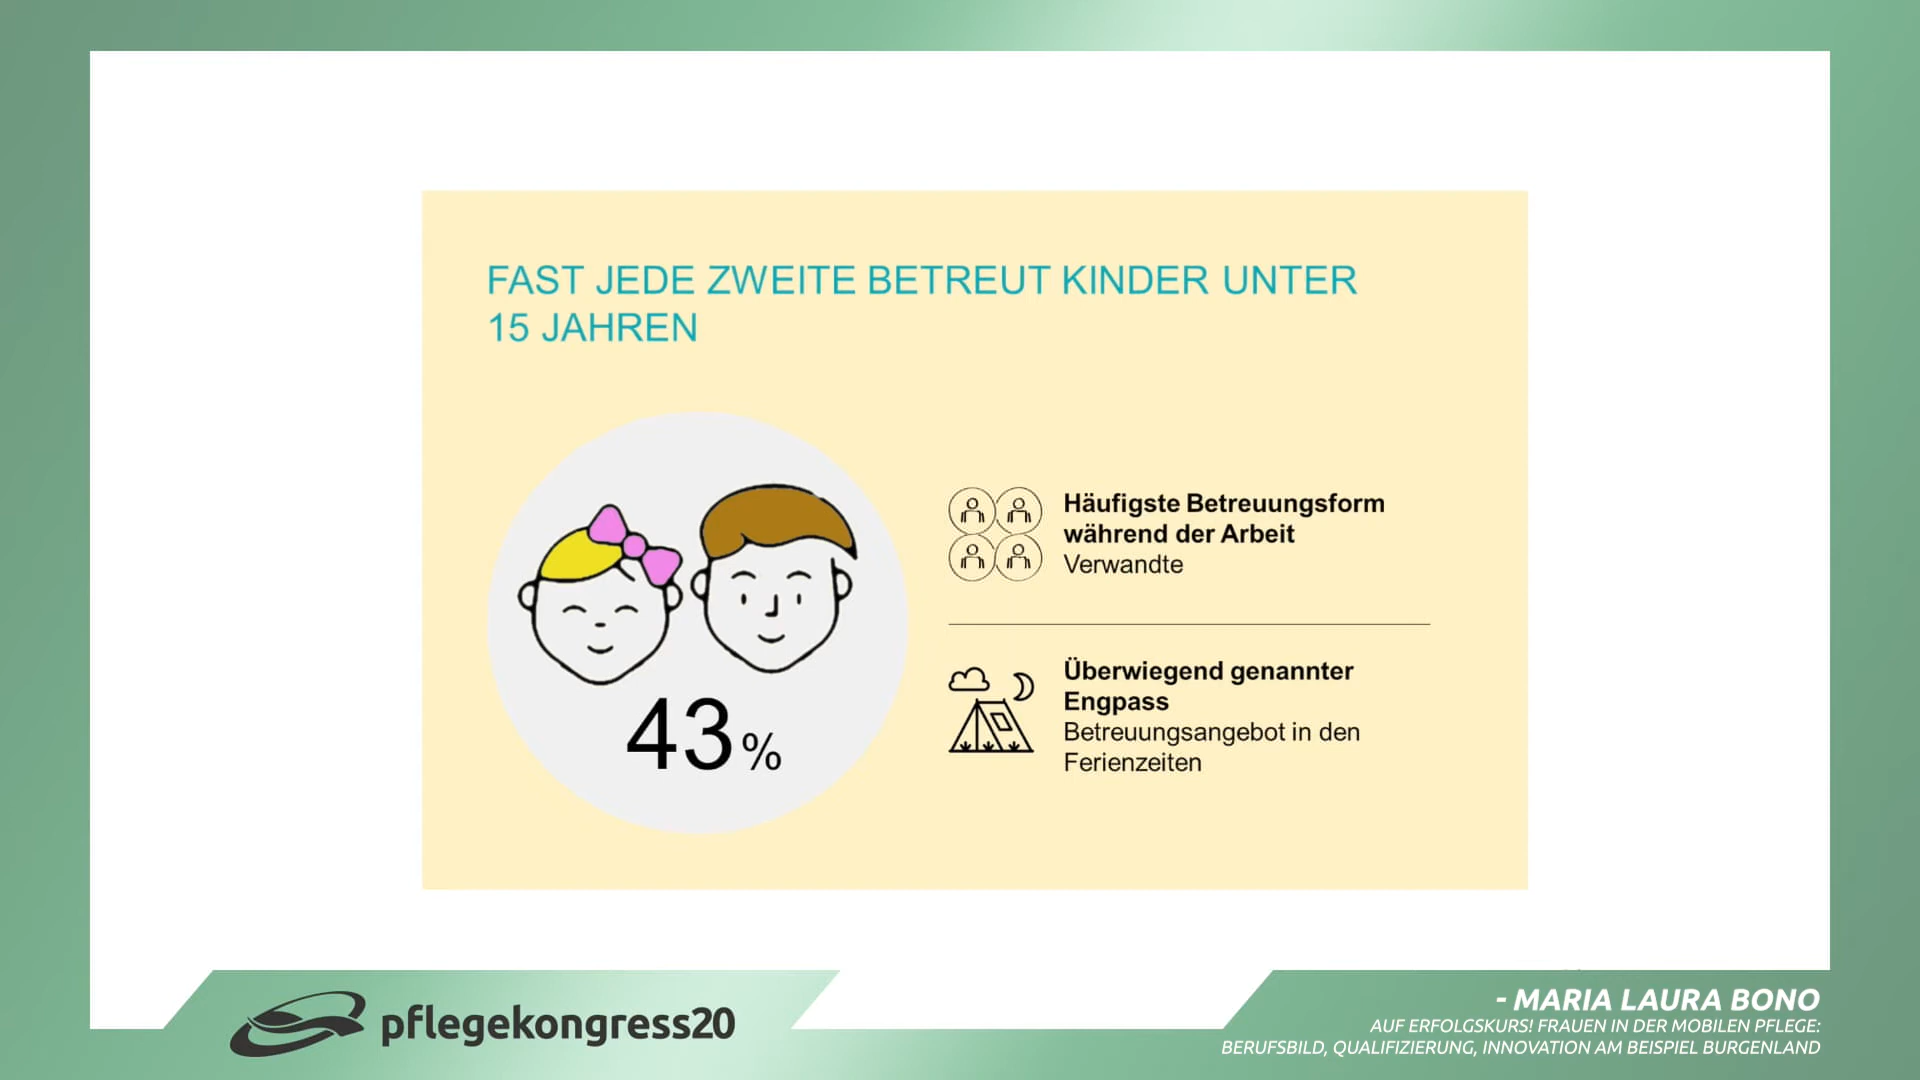 FAST JEDE ZWEITE BETREUT KINDER UNTER
15 JAHREN
43%
Häufigste Betreuungsform
während der Arbeit
Verwandte
Überwiegend genannter
Engpass
Betreuungsangebot in den
Ferienzeiten
pflegekongress20
- MARIA LAURA BONO
AUF ERFOLGSKURS! FRAUEN IN DER MOBILEN PFLEGE:
BERUFSBILD, QUALIFIZIERUNG, INNOVATION AM BEISPIEL BURGENLAND